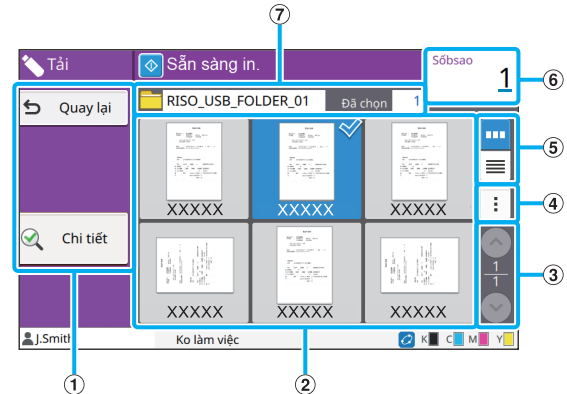 7
Tải
Sẵn sàng in.
Sốbsao
1
6
RISO_USB_FOLDER_01
Đã chọn
1
Quay lại
5
XXXXX XXXXX XXXXX
4
Chi tiết
1
1
3
XXXXX XXXXX XXXXX
J.Smith
Ko làm việc
K C M Y
1
2